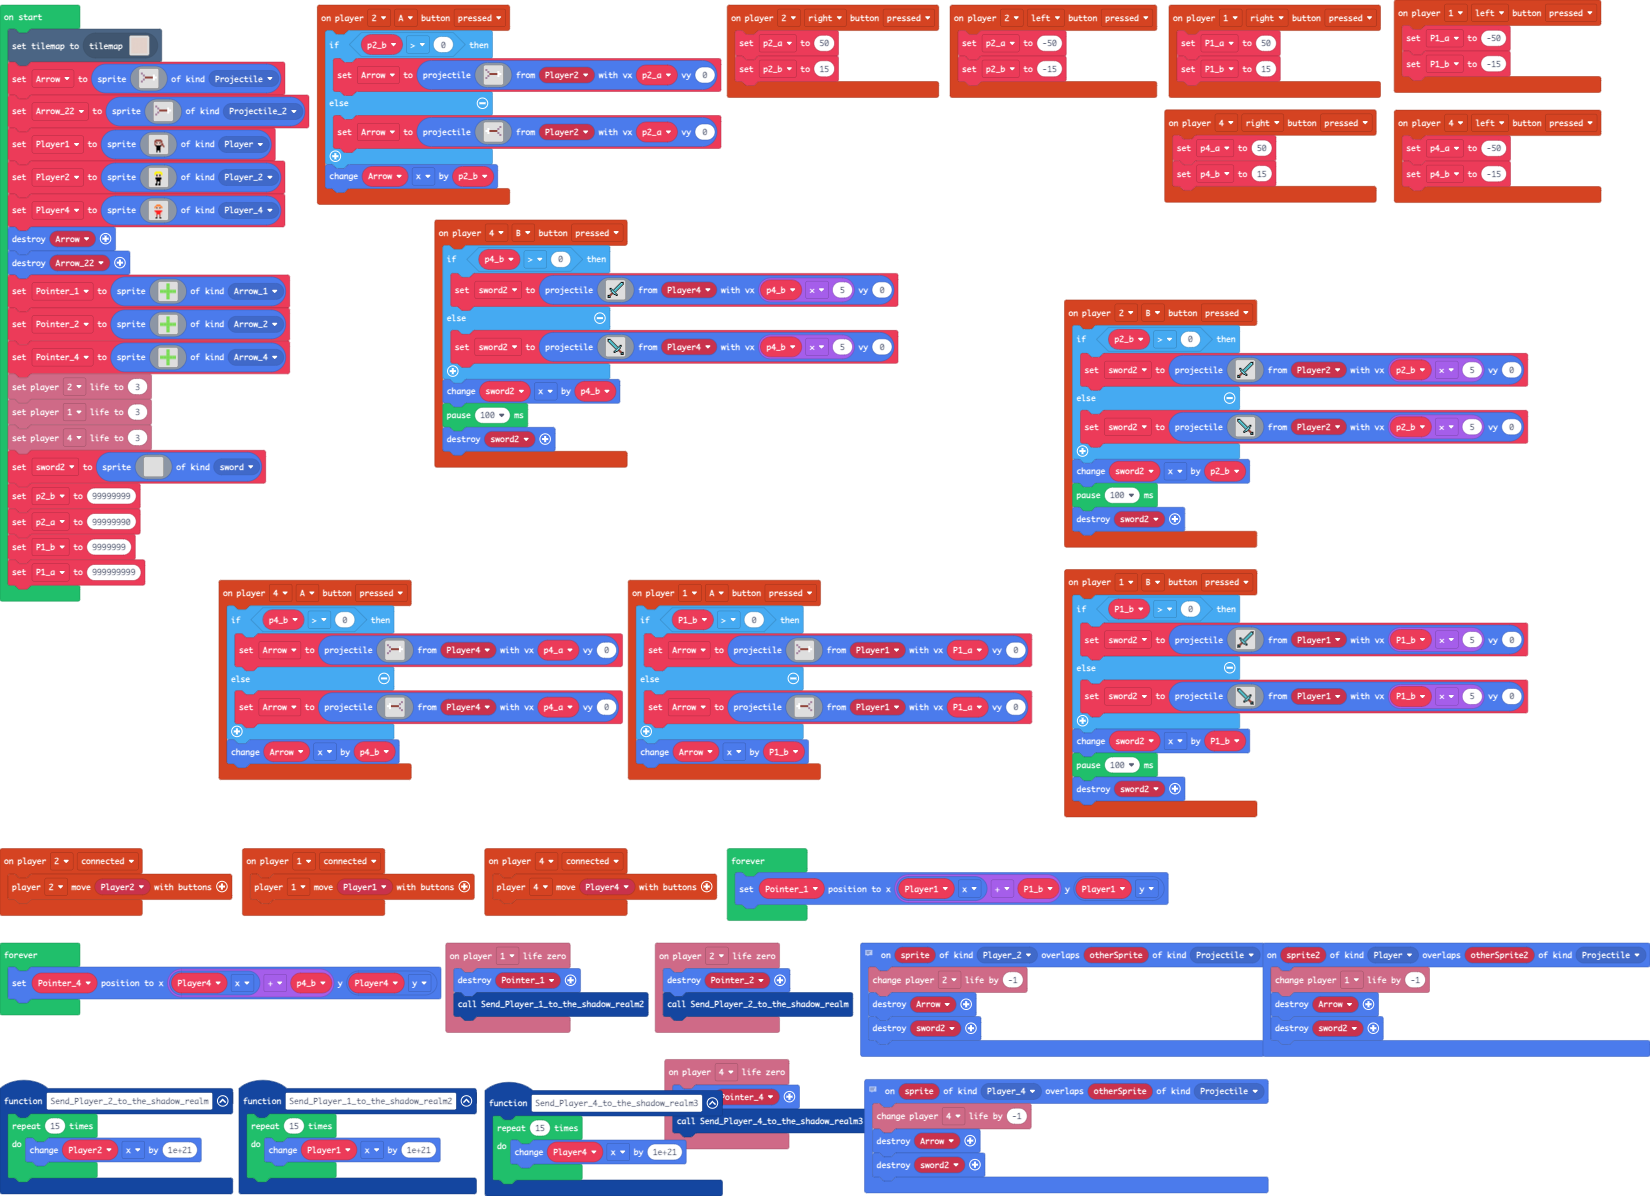 on start
set tilemap to tilemap
set Arrow to sprite of kind Projectile
set Arrow_22 to sprite of kind Projectile_2
set Player1 to sprite of kind Player
set Player2 to sprite of kind Player_2
set Player4 to sprite of kind Player_4
destroy Arrow
destroy Arrow_22
set Pointer_1 to sprite of kind Arrow_1
set Pointer_2 to sprite of kind Arrow_2
set Pointer_4 to sprite of kind Arrow_4
set player 2 life to 3
set player 1 life to 3
set player 4 life to 3
set sword2 to sprite of kind sword
set p2_b to 99999999
set p2_a to 99999990
set P1_b to 9999999
set P1_a to 999999999
on player 2 A button pressed
if p2_b > 0 then
set Arrow to projectile from Player2 with vx p2_a vy 0
else
set Arrow to projectile from Player2 with vx p2_a vy 0
change Arrow x by p2_b
on player 2 right button pressed
set p2_a to 50
set p2_b to 15
on player 2 left button pressed
set p2_a to -50
set p2_b to -15
on player 1 right button pressed
set P1_a to 50
set P1_b to 15
on player 1 left button pressed
set P1_a to -50
set P1_b to -15
on player 4 right button pressed
set p4_a to 50
set p4_b to 15
on player 4 left button pressed
set p4_a to -50
set p4_b to -15
on player 4 B button pressed
if p4_b > 0 then
set sword2 to projectile from Player4 with vx p4_b x 5 vy 0
else
set sword2 to projectile from Player4 with vx p4_b x 5 vy 0
change sword2 x by p4_b
pause 100 ms
destroy sword2
on player 2 B button pressed
if p2_b > 0 then
set sword2 to projectile from Player2 with vx p2_b x 5 vy 0
else
set sword2 to projectile from Player2 with vx p2_b x 5 vy 0
change sword2 x by p2_b
pause 100 ms
destroy sword2
on player 4 A button pressed
if p4_b > 0 then
set Arrow to projectile from Player4 with vx p4_a vy 0
else
set Arrow to projectile from Player4 with vx p4_a vy 0
change Arrow x by p4_b
on player 1 A button pressed
if P1_b > 0 then
set Arrow to projectile from Player1 with vx P1_a vy 0
else
set Arrow to projectile from Player1 with vx P1_a vy 0
change Arrow x by P1_b
on player 1 B button pressed
if P1_b > 0 then
set sword2 to projectile from Player1 with vx P1_b x 5 vy 0
else
set sword2 to projectile from Player1 with vx P1_b x 5 vy 0
change sword2 x by P1_b
pause 100 ms
destroy sword2
on player 2 connected
player 2 move Player2 with buttons
on player 1 connected
player 1 move Player1 with buttons
on player 4 connected
player 4 move Player4 with buttons
forever
set Pointer_1 position to x Player1 x + P1_b y Player1 y
forever
set Pointer_4 position to x Player4 x + p4_b y Player4 y
on player 1 life zero
destroy Pointer_1
call Send_Player_1_to_the_shadow_realm2
on player 2 life zero
destroy Pointer_2
call Send_Player_2_to_the_shadow_realm
on sprite of kind Player_2 overlaps otherSprite of kind Projectile
change player 2 life by -1
destroy Arrow
destroy sword2
on sprite2 of kind Player overlaps otherSprite2 of kind Projectile
change player 1 life by -1
destroy Arrow
destroy sword2
function Send_Player_2_to_the_shadow_realm
repeat 15 times
do
change Player2 x by 1e+21
function Send_Player_1_to_the_shadow_realm2
repeat 15 times
do
change Player1 x by 1e+21
function Send_Player_4_to_the_shadow_realm3
repeat 15 times
do
change Player4 x by 1e+21
on player 4 life zero
ointer_4
call Send_Player_4_to_the_shadow_realm3
on sprite of kind Player_4 overlaps otherSprite of kind Projectile
change player 4 life by -1
destroy Arrow
destroy sword2